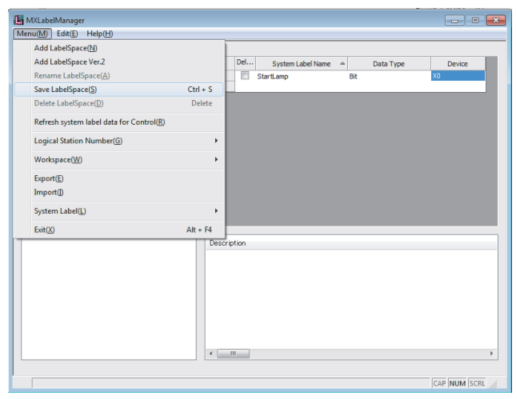 MXLabelManager
Menu(M) Edit(E) Help(H)
Add LabelSpace(N)
Add LabelSpace Ver.2
Rename LabelSpace(A)
Save LabelSpace(S) Ctrl + S
Delete LabelSpace(D) Delete
Refresh system label data for Control(R)
Logical Station Number(G)
Workspace(W)
Export(E)
Import(I)
System Label(L)
Exit(X) Alt + F4
Del... System Label Name Data Type Device
StartLamp Bit X0
Description
CAP NUM SCRL